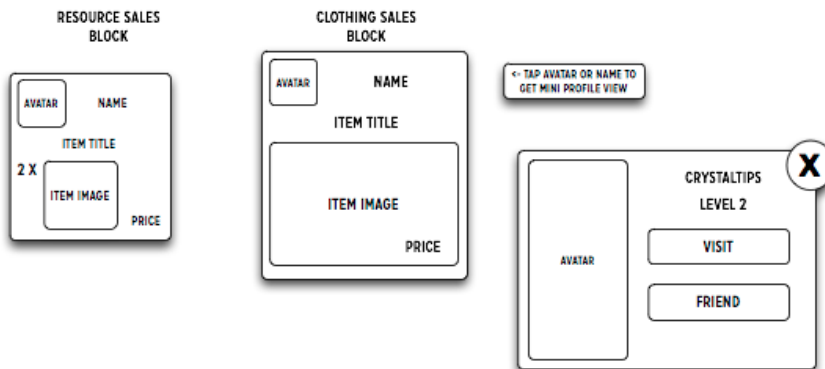 RESOURCE SALES
BLOCK
AVATAR
NAME
ITEM TITLE
2 X
ITEM IMAGE
PRICE
CLOTHING SALES
BLOCK
AVATAR
NAME
ITEM TITLE
ITEM IMAGE
PRICE
<- TAP AVATAR OR NAME TO
GET MINI PROFILE VIEW
X
AVATAR
CRYSTALTIPS
LEVEL 2
VISIT
FRIEND